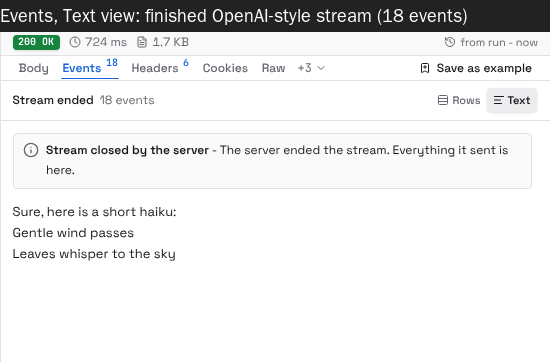 Events, Text view: finished OpenAI-style stream (18 events)
200 OK 724 ms 1.7 KB from run - now
Body Events 18 Headers 6 Cookies Raw +3 Save as example
Stream ended 18 events Rows Text
Stream closed by the server - The server ended the stream. Everything it sent is
here.
Sure, here is a short haiku:
Gentle wind passes
Leaves whisper to the sky